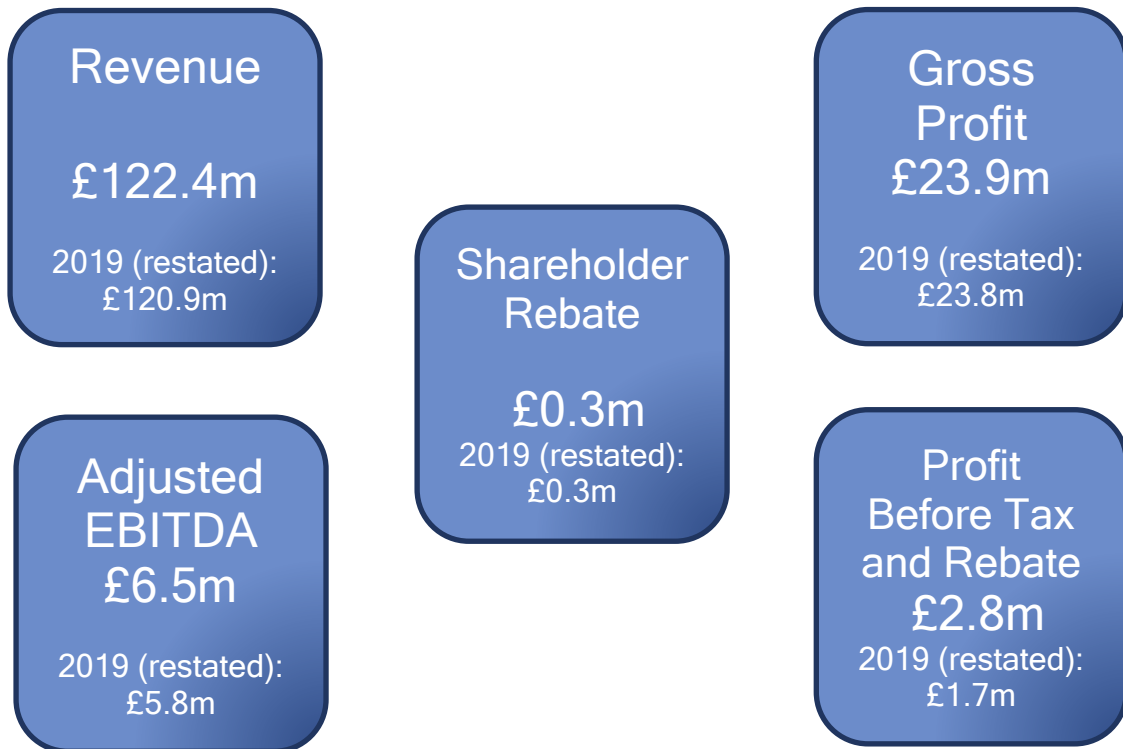 Revenue
£122.4m
2019 (restated):
£120.9m
Gross
Profit
£23.9m
2019 (restated):
£23.8m
Shareholder
Rebate
£0.3m
2019 (restated):
£0.3m
Adjusted
EBITDA
£6.5m
2019 (restated):
£5.8m
Profit
Before Tax
and Rebate
£2.8m
2019 (restated):
£1.7m